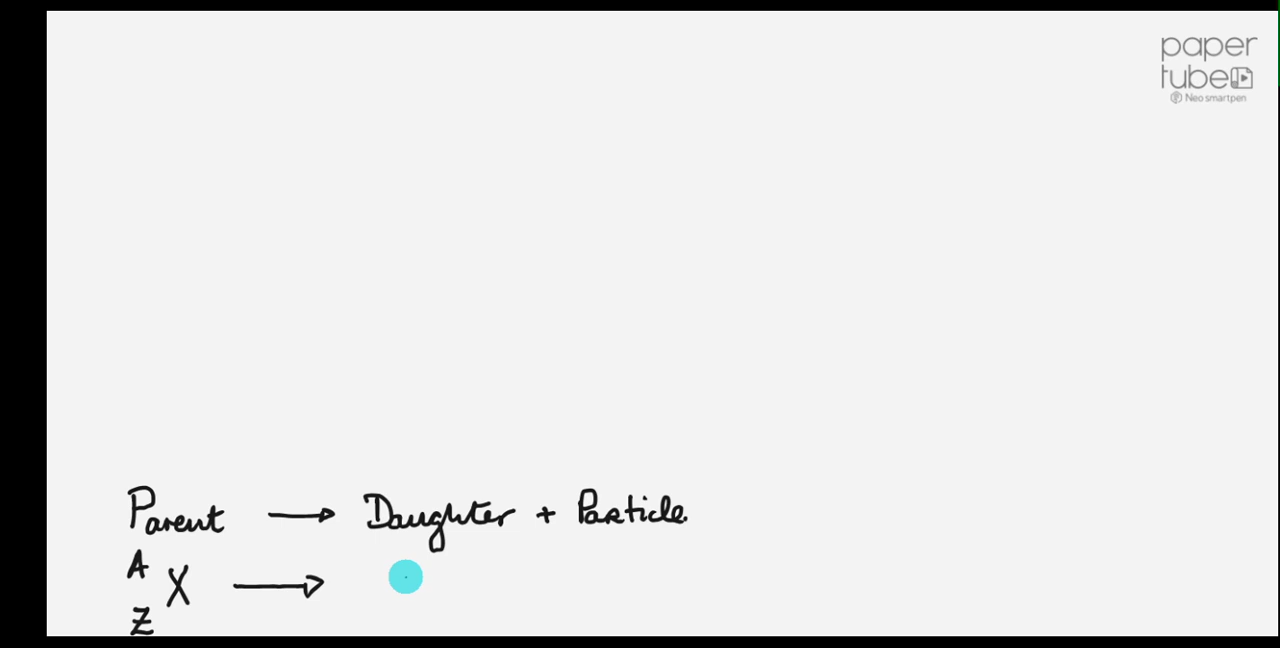 paper
tube
Neo smartpen
Parent → Daughter + Particle
A
X →
Z